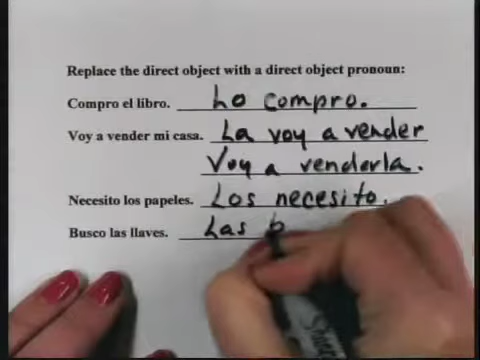 Replace the direct object with a direct object pronoun:
Compro el libro. Lo compro.
Voy a vender mi casa. La voy a vender
Voy a venderla.
Necesito los papeles. Los necesito.
Busco las llaves. Las b